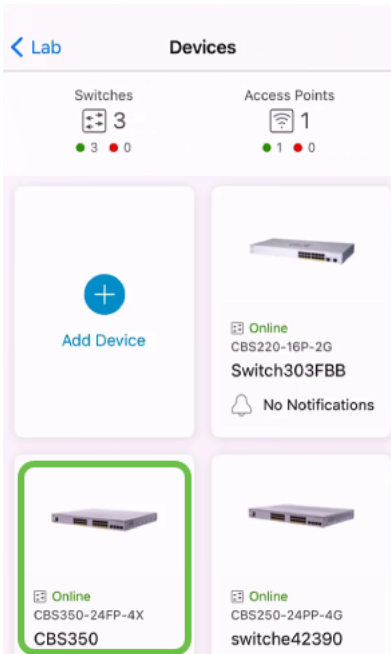 Lab
Devices
Switches
3
3 0
Access Points
1
1 0
Add Device
Online
CBS220-16P-2G
Switch303FBB
No Notifications
Online
CBS350-24FP-4X
CBS350
Online
CBS250-24PP-4G
switche42390